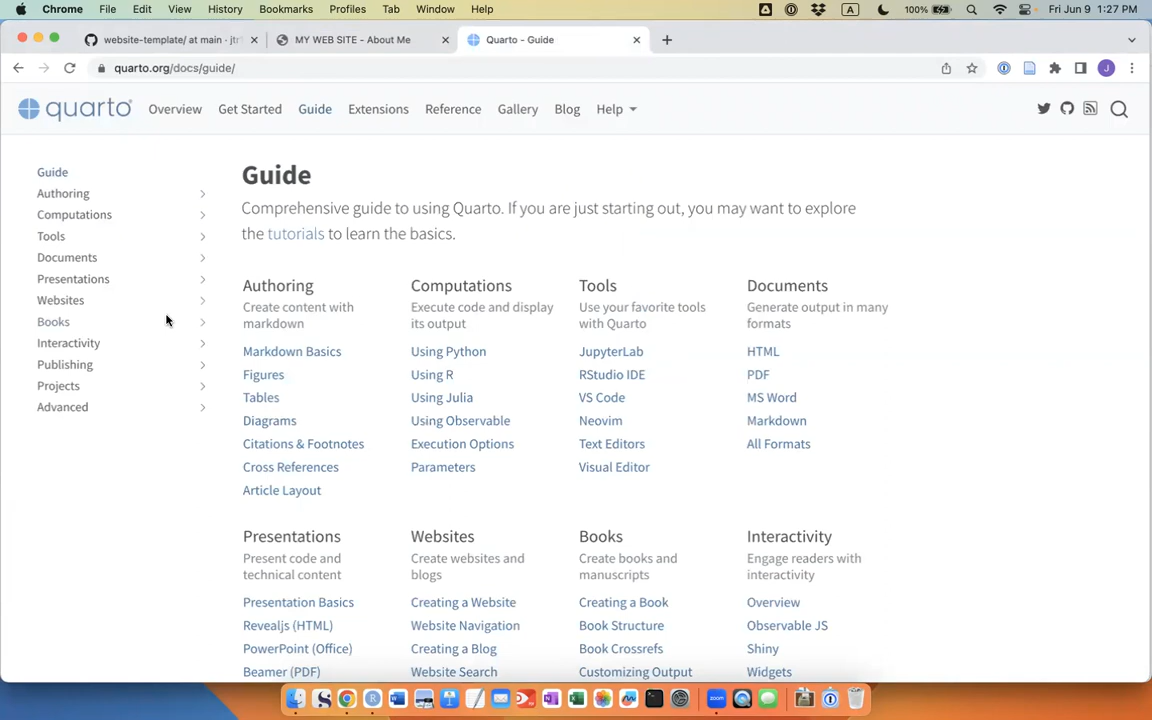 Chrome File Edit View History Bookmarks Profiles Tab Window Help A 100% Fri Jun 9 1:27 PM
website-template/ at main · jtr MY WEB SITE - About Me Quarto - Guide
quarto.org/docs/guide/ J
quarto Overview Get Started Guide Extensions Reference Gallery Blog Help
Guide
Authoring
Computations
Tools
Documents
Presentations
Websites
Books
Interactivity
Publishing
Projects
Advanced
Guide
Comprehensive guide to using Quarto. If you are just starting out, you may want to explore
the tutorials to learn the basics.
Authoring
Create content with
markdown
Markdown Basics
Figures
Tables
Diagrams
Citations & Footnotes
Cross References
Article Layout
Computations
Execute code and display
its output
Using Python
Using R
Using Julia
Using Observable
Execution Options
Parameters
Tools
Use your favorite tools
with Quarto
JupyterLab
RStudio IDE
VS Code
Neovim
Text Editors
Visual Editor
Documents
Generate output in many
formats
HTML
PDF
MS Word
Markdown
All Formats
Presentations
Present code and
technical content
Presentation Basics
Revealjs (HTML)
PowerPoint (Office)
Beamer (PDF)
Websites
Create websites and
blogs
Creating a Website
Website Navigation
Creating a Blog
Website Search
Books
Create books and
manuscripts
Creating a Book
Book Structure
Book Crossrefs
Customizing Output
Interactivity
Engage readers with
interactivity
Overview
Observable JS
Shiny
Widgets
zoom